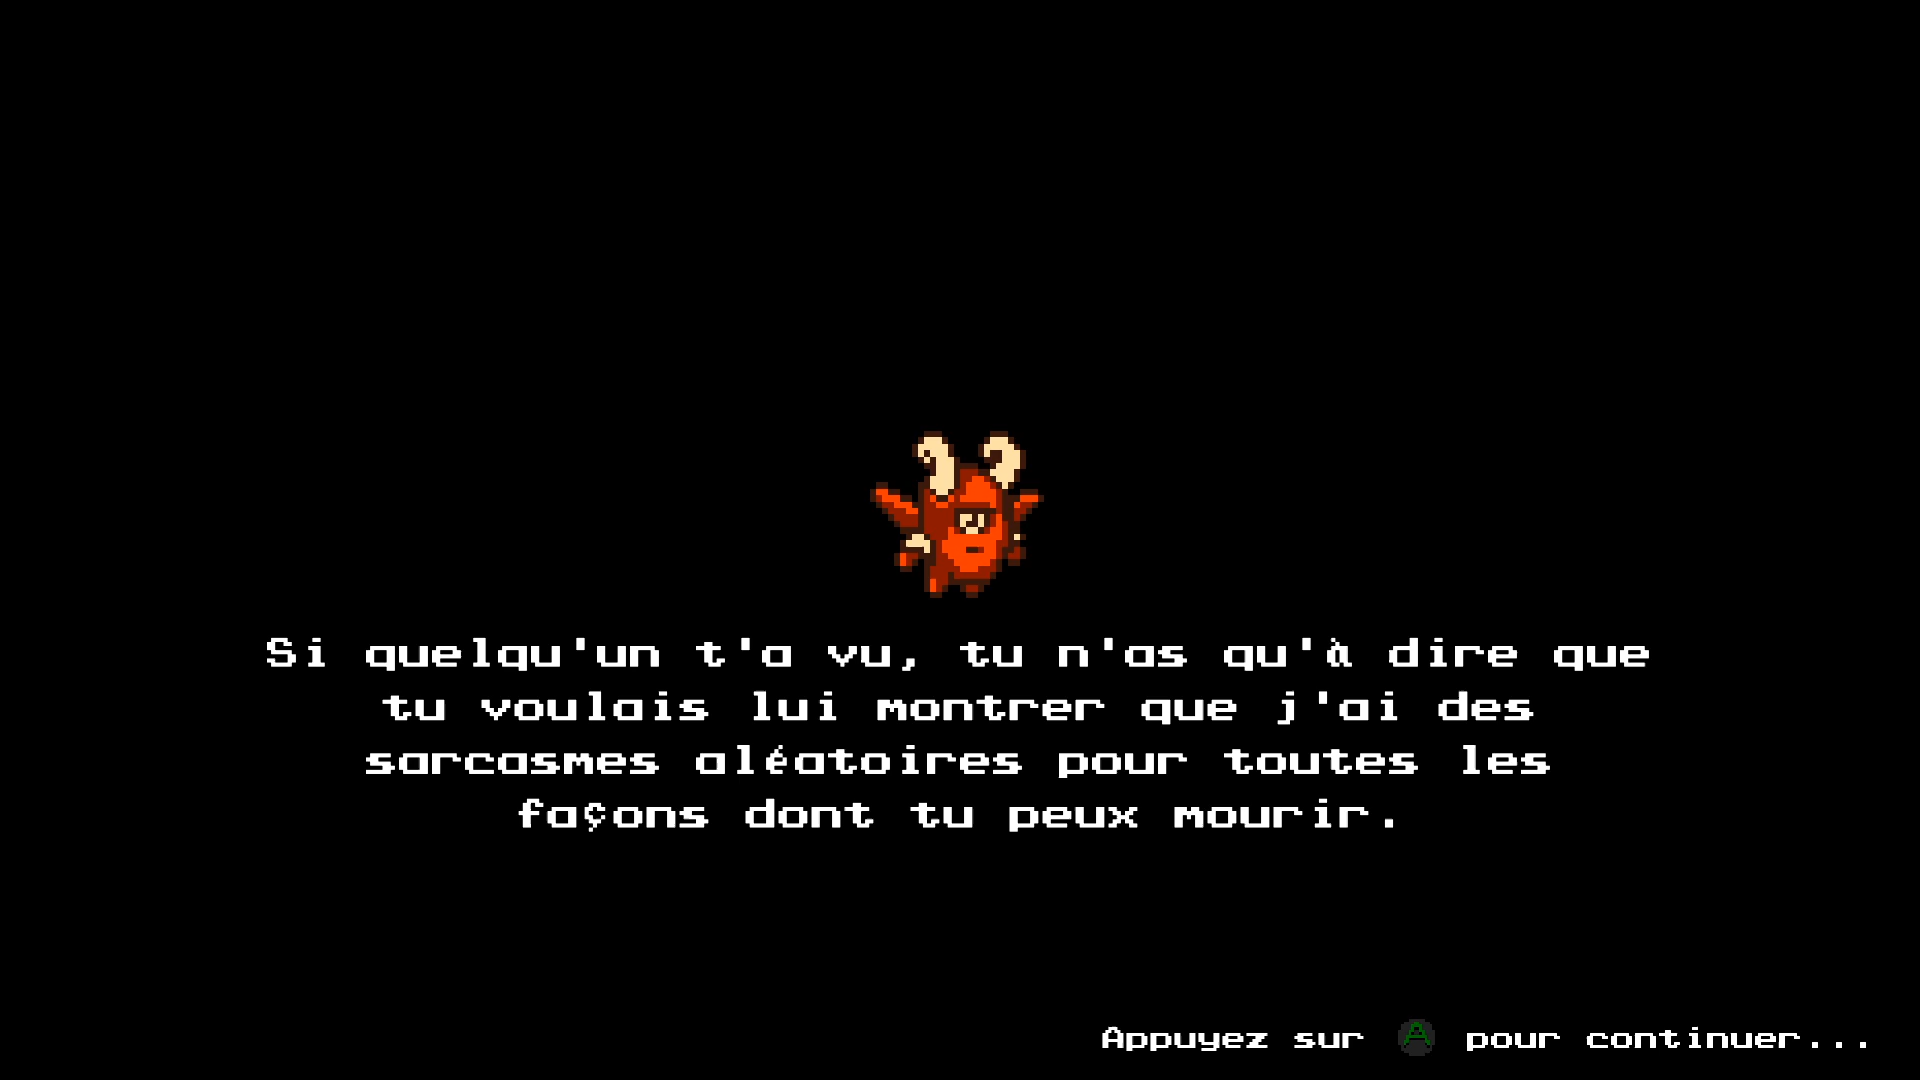 Si quelqu'un t'a vu, tu n'as qu'à dire que
tu voulais lui montrer que j'ai des
sarcasmes aléatoires pour toutes les
façons dont tu peux mourir.
Appuyez sur A pour continuer...